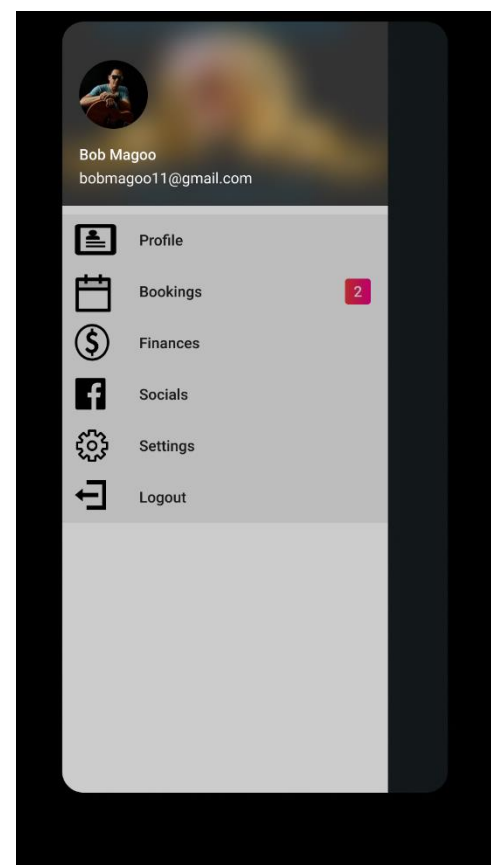 Bob Magoo
bobmagoo11@gmail.com
Profile
Bookings 2
Finances
Socials
Settings
Logout